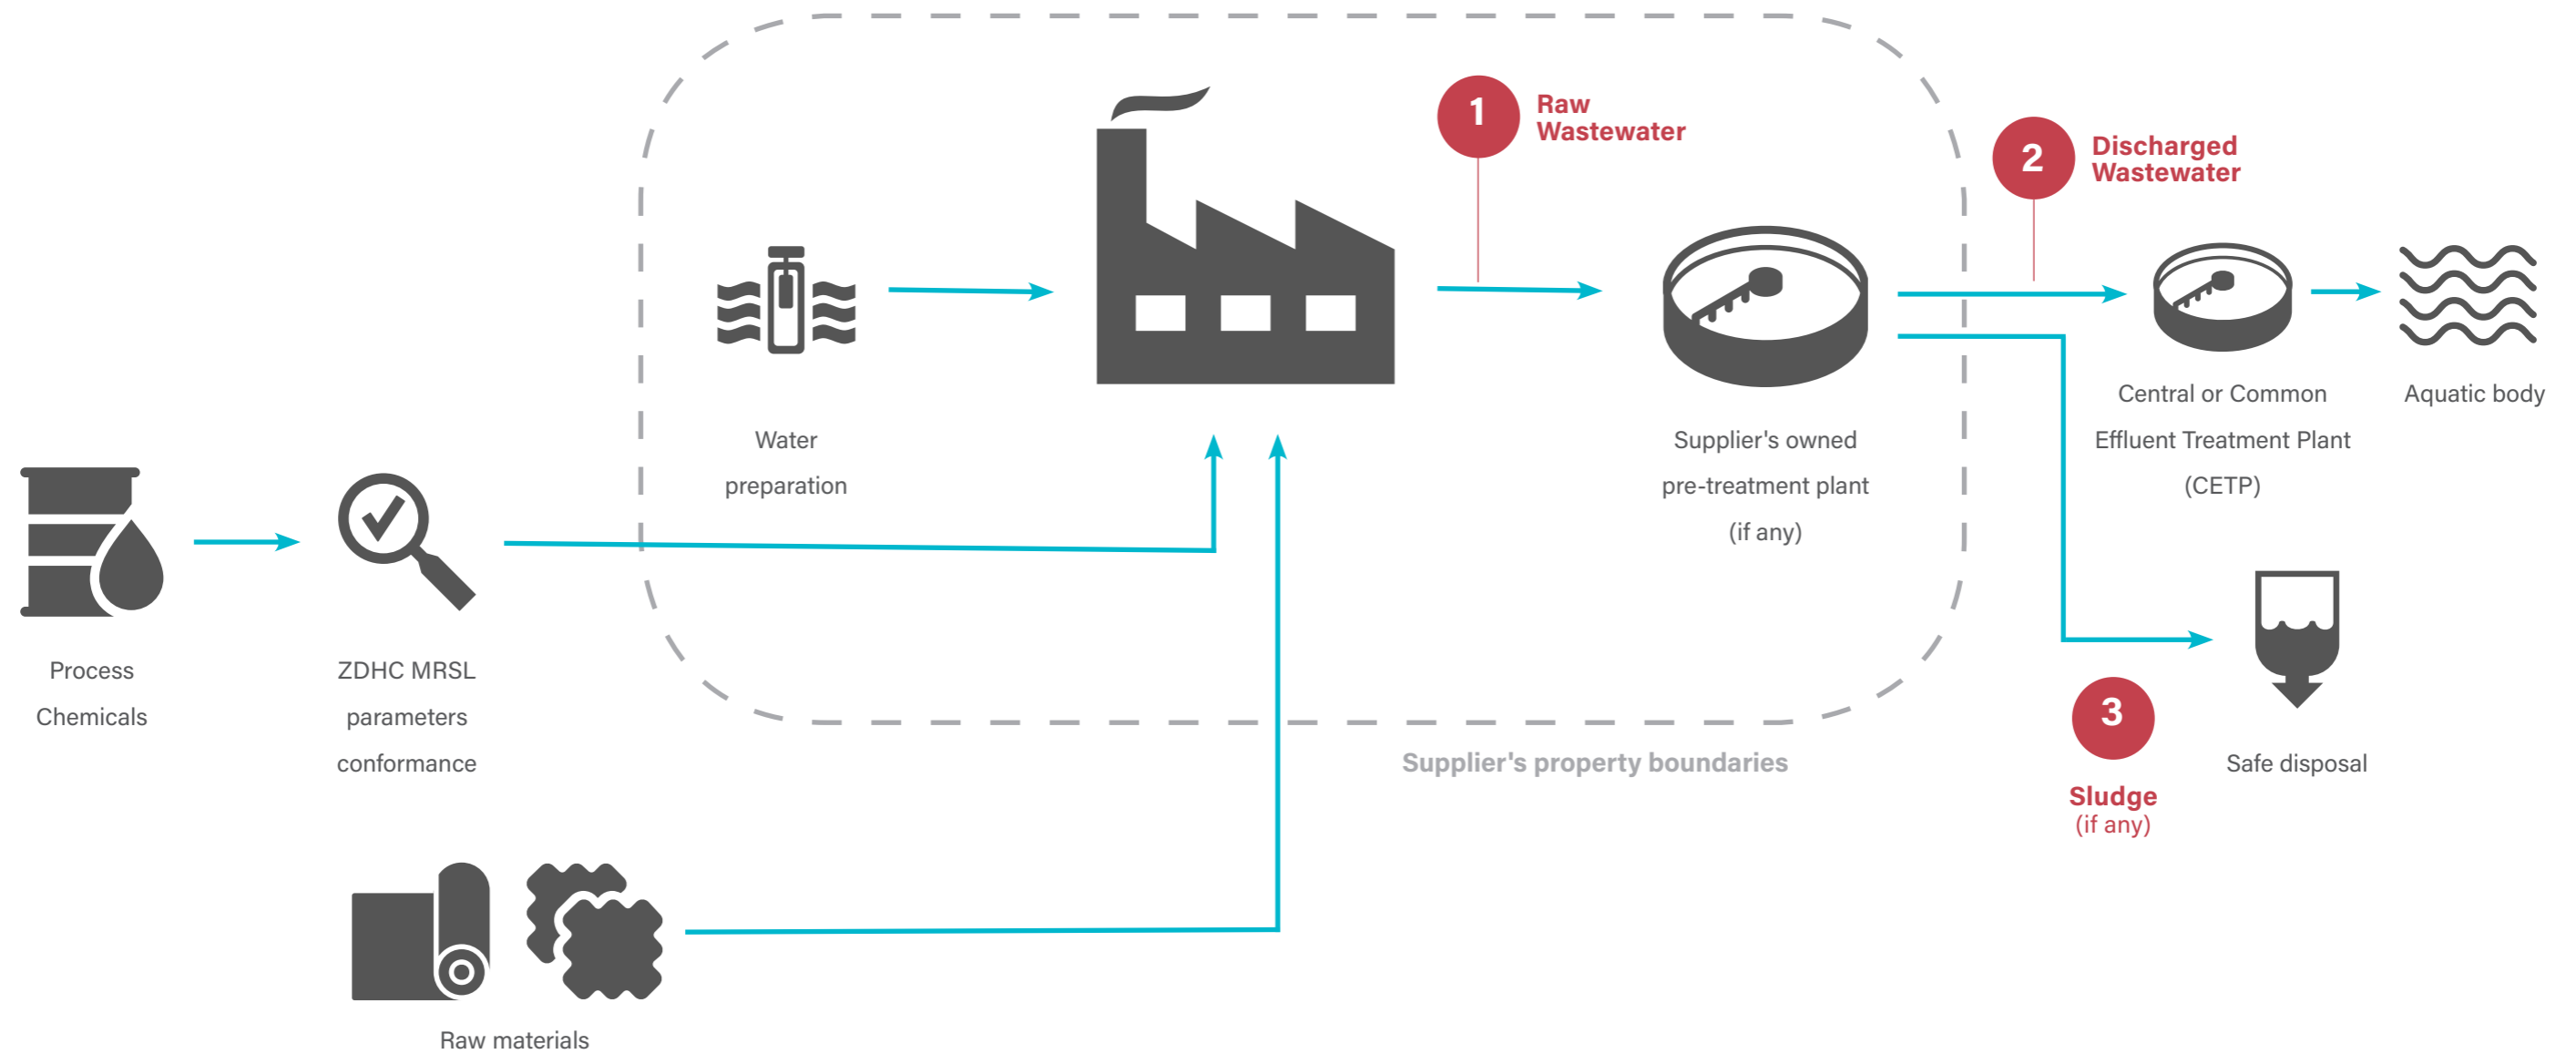 1
Raw
Wastewater
2
Discharged
Wastewater
Water
preparation
Supplier's owned
pre-treatment plant
(if any)
Central or Common
Effluent Treatment Plant
(CETP)
Aquatic body
Process
Chemicals
ZDHC MRSL
parameters
conformance
Supplier's property boundaries
3
Sludge
(if any)
Safe disposal
Raw materials